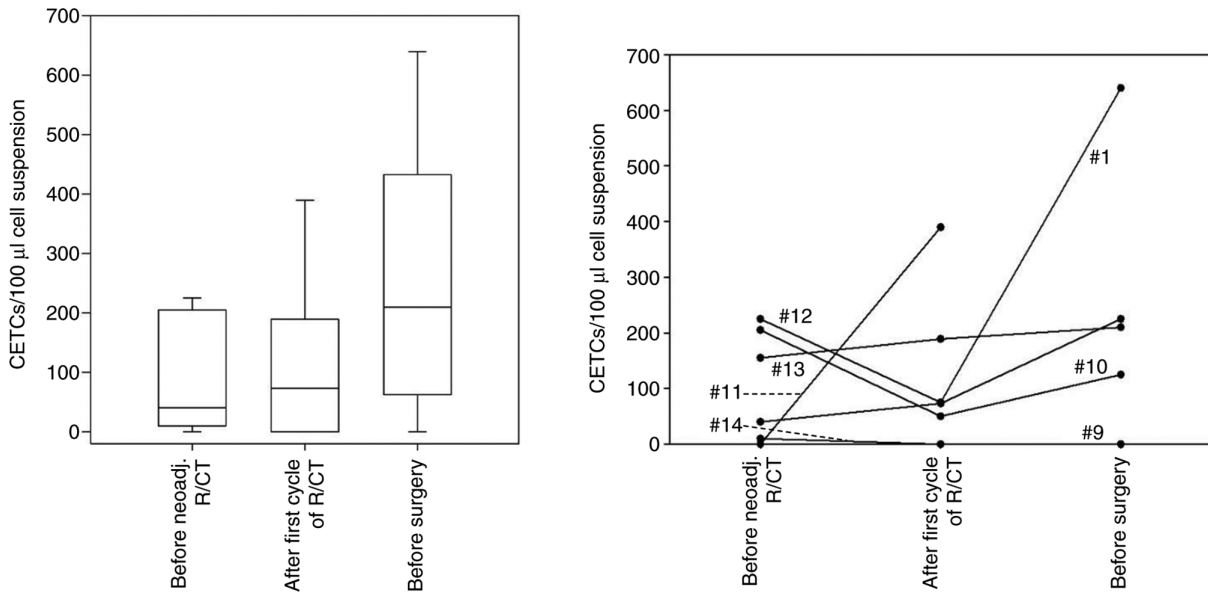 CETCs/100 μl cell suspension
700
600
500
400
300
200
100
0
Before neoadj.
R/CT
After first cycle
of R/CT
Before surgery
CETCs/100 μl cell suspension
700
600
500
400
300
200
100
0
#1
#12
#13
#11
#10
#14
#9
Before neoadj.
R/CT
After first cycle
of R/CT
Before surgery